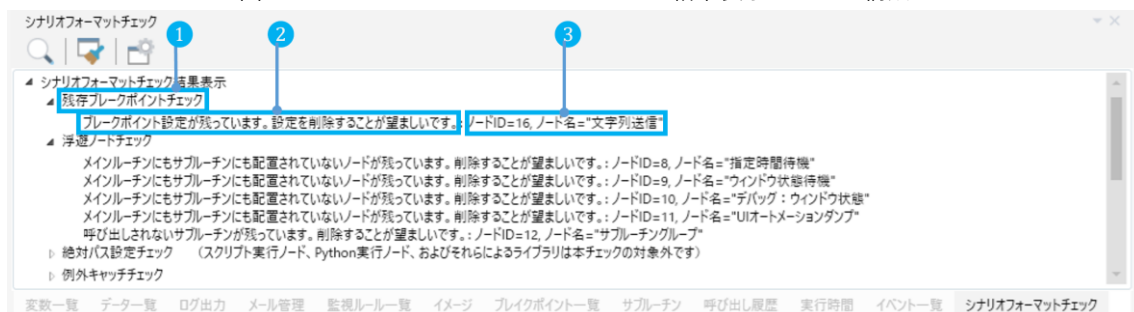 シナリオフォーマットチェック
1 2 3
シナリオフォーマットチェック結果表示
残存ブレークポイントチェック
ブレークポイント設定が残っています。設定を削除することが望ましいです。: ノードID=16, ノード名="文字列送信"
浮遊ノードチェック
メインルーチンにもサブルーチンにも配置されていないノードが残っています。削除することが望ましいです。: ノードID=8, ノード名="指定時間待機"
メインルーチンにもサブルーチンにも配置されていないノードが残っています。削除することが望ましいです。: ノードID=9, ノード名="ウィンドウ状態待機"
メインルーチンにもサブルーチンにも配置されていないノードが残っています。削除することが望ましいです。: ノードID=10, ノード名="デバッグ：ウィンドウ状態"
メインルーチンにもサブルーチンにも配置されていないノードが残っています。削除することが望ましいです。: ノードID=11, ノード名="UIオートメーションダンプ"
呼び出しされないサブルーチンが残っています。削除することが望ましいです。: ノードID=12, ノード名="サブルーチングループ"
絶対パス設定チェック　（スクリプト実行ノード、Python実行ノード、およびそれらによるライブラリは本チェックの対象外です）
例外キャッチチェック
変数一覧 データ一覧 ログ出力 メール管理 監視ルール一覧 イメージ ブレイクポイント一覧 サブルーチン 呼び出し履歴 実行時間 イベント一覧 シナリオフォーマットチェック